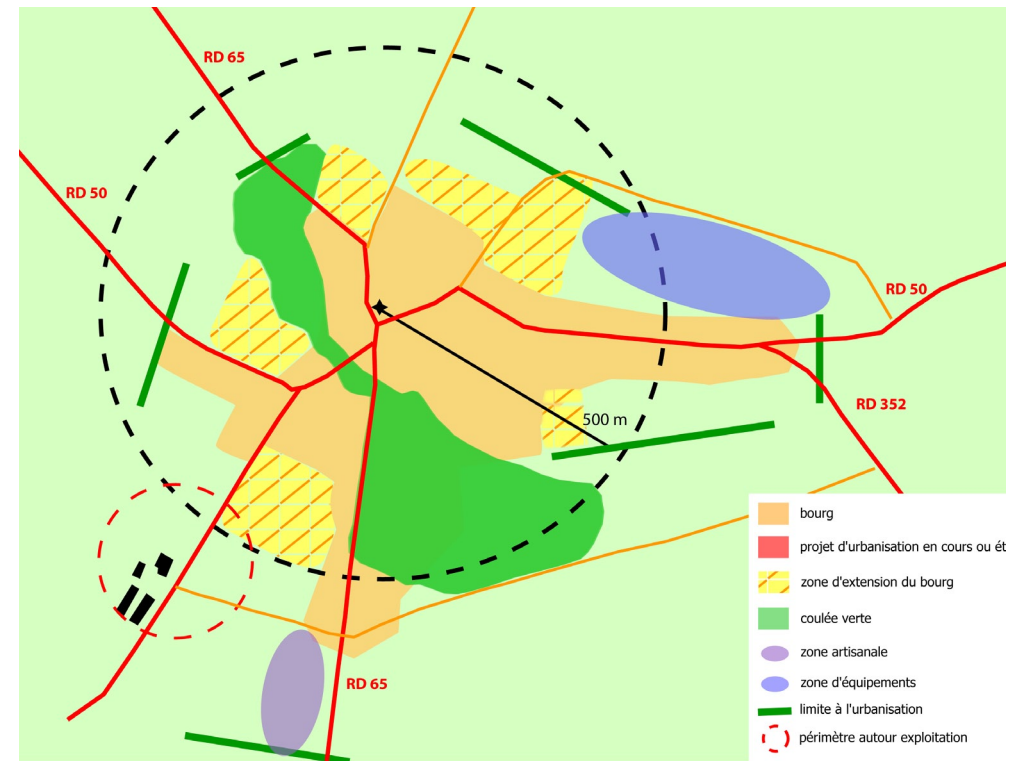 RD 65
RD 50
RD 50
RD 352
500 m
RD 65
bourg
projet d'urbanisation en cours ou ét
zone d'extension du bourg
coulée verte
zone artisanale
zone d'équipements
limite à l'urbanisation
périmètre autour exploitation